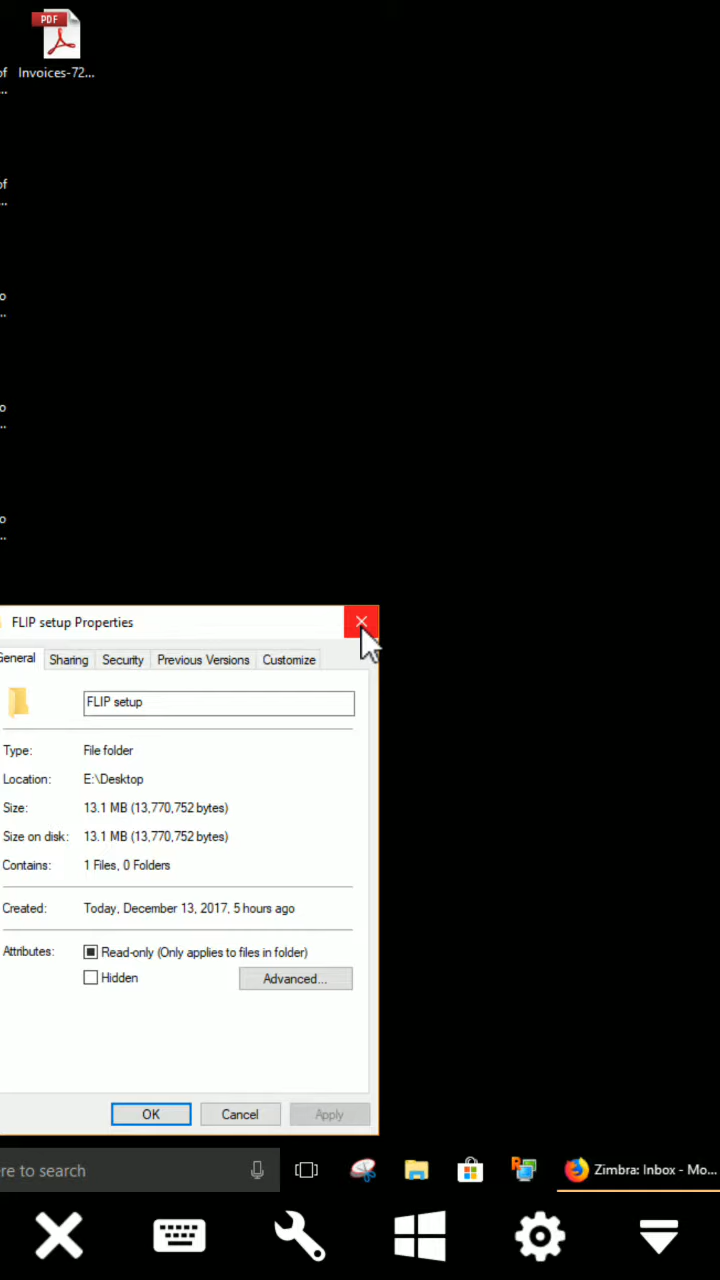 PDF
Invoices-72...
of
...
of
...
o
...
o
...
o
...
FLIP setup Properties
General Sharing Security Previous Versions Customize
FLIP setup
Type: File folder
Location: E:\Desktop
Size: 13.1 MB (13,770,752 bytes)
Size on disk: 13.1 MB (13,770,752 bytes)
Contains: 1 Files, 0 Folders
Created: Today, December 13, 2017, 5 hours ago
Attributes: Read-only (Only applies to files in folder)
Hidden Advanced...
OK Cancel Apply
re to search Zimbra: Inbox - Mo...